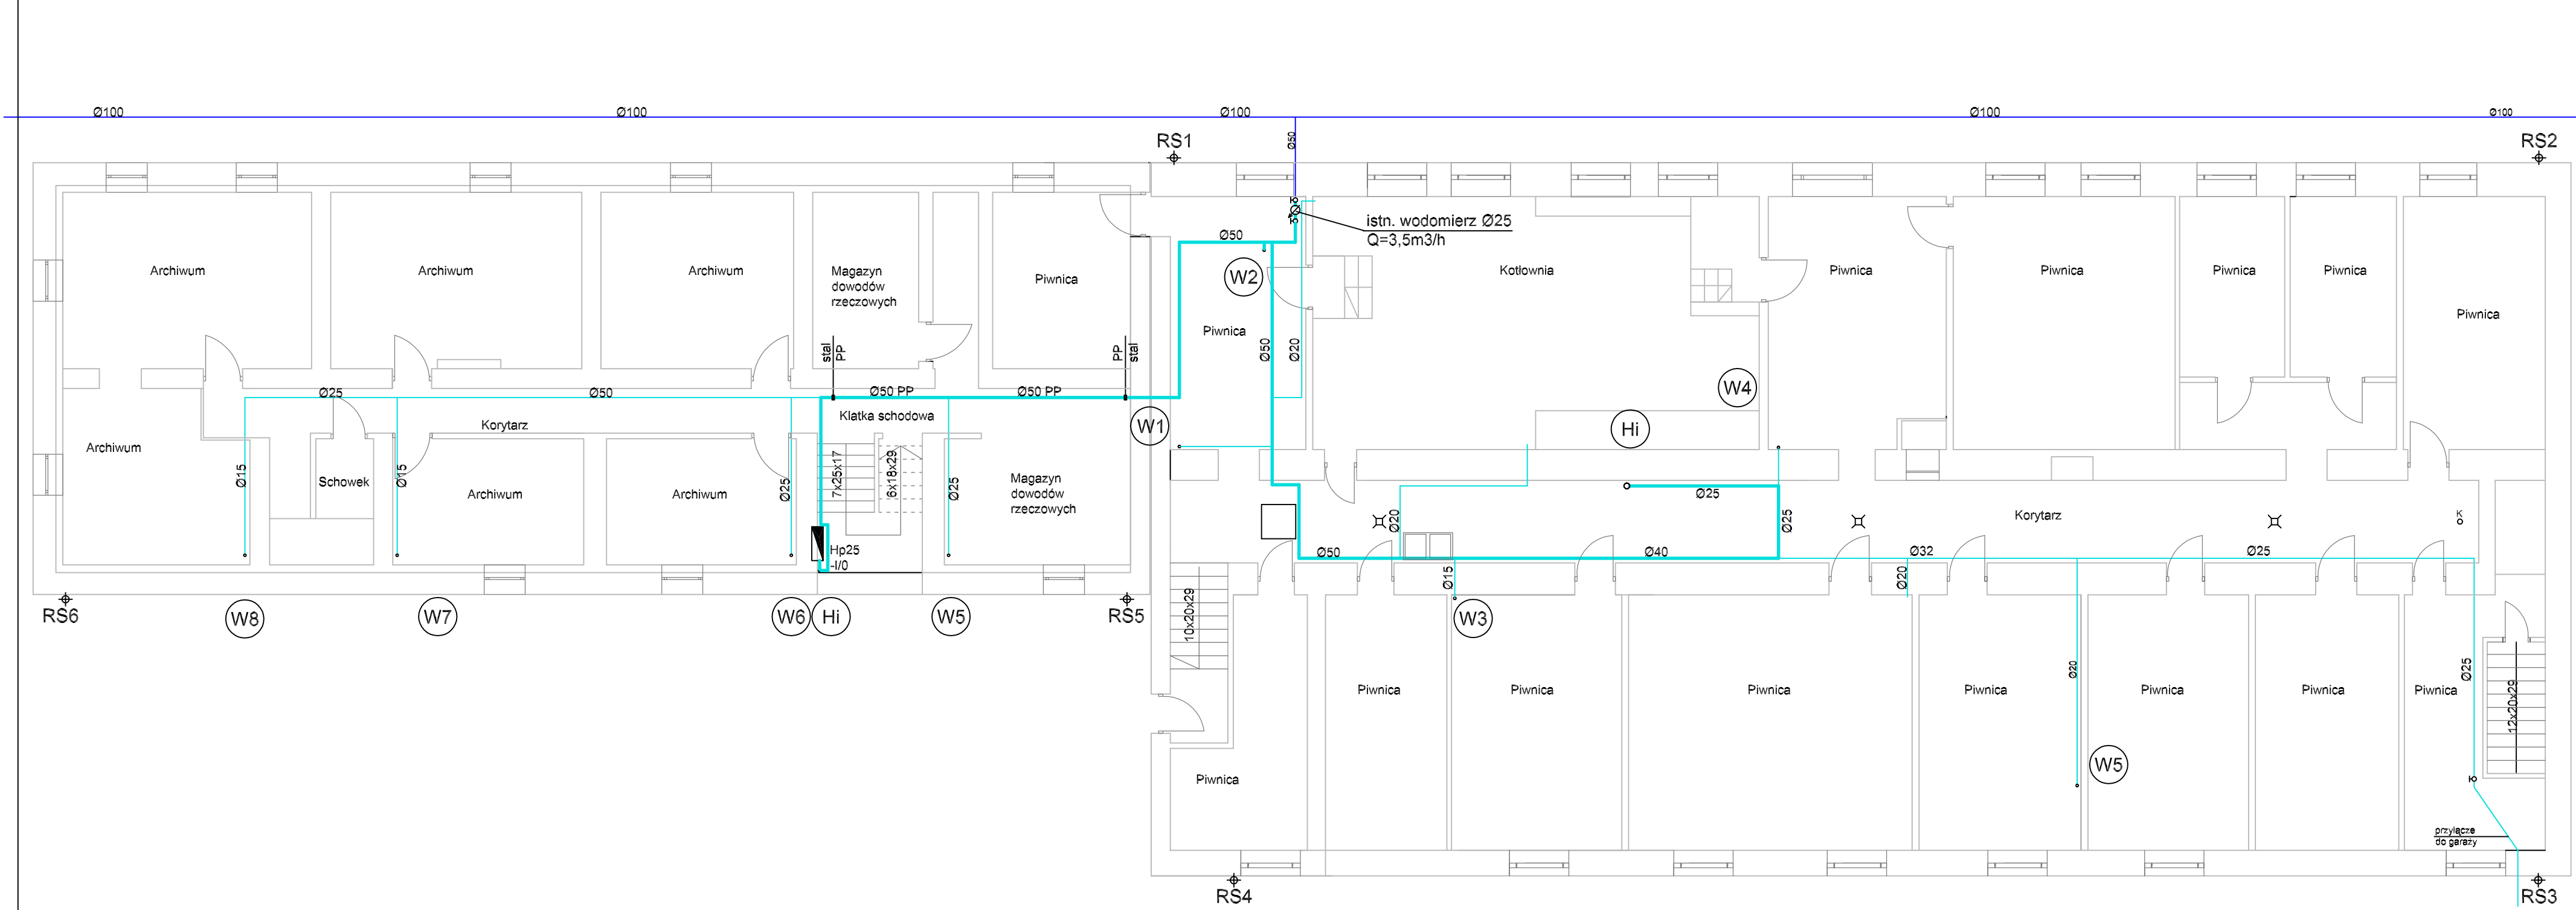 Ø100
Ø100
Ø100
Ø100
Ø100
Ø50
RS1
RS2
istn. wodomierz Ø25
Q=3,5m3/h
Ø50
Archiwum
Archiwum
Archiwum
Magazyn
dowodów
rzeczowych
Piwnica
W2
Kotłownia
Piwnica
Piwnica
Piwnica
Piwnica
Piwnica
Piwnica
stal
PP
PP
stal
Ø50
Ø20
W4
Ø25
Ø50
Ø50 PP
Ø50 PP
Klatka schodowa
Korytarz
W1
Hi
Archiwum
Schowek
Ø15
Ø15
Archiwum
Archiwum
Ø25
7x25x17
6x18x29
Ø25
Magazyn
dowodów
rzeczowych
Ø25
Ø20
Ø25
Korytarz
K
Hp25
-I/0
Ø50
Ø40
Ø32
Ø25
Ø15
Ø20
RS6
W8
W7
W6
Hi
W5
RS5
10x20x29
W3
Ø20
Ø25
Piwnica
Piwnica
Piwnica
Piwnica
Piwnica
Piwnica
Piwnica
12x20x29
Piwnica
W5
przyłącze
do garaży
RS4
RS3